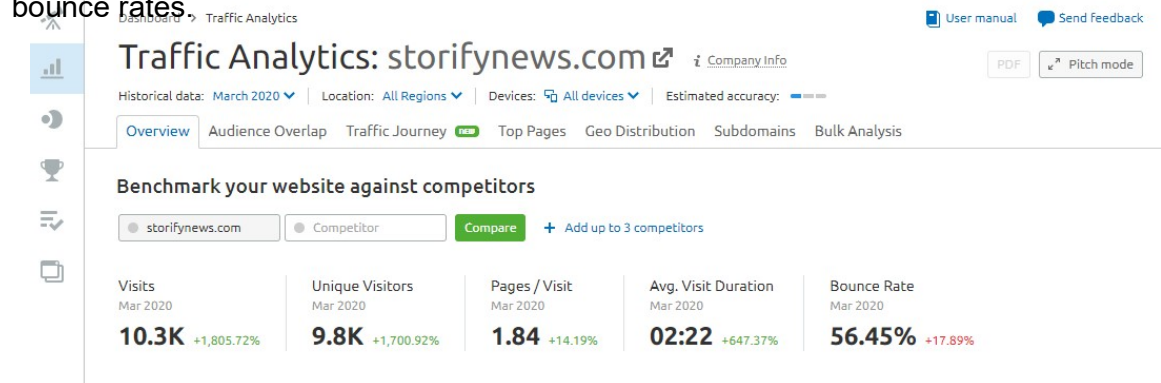 bounce rates.
Dashboard > Traffic Analytics
User manual Send feedback
Traffic Analytics: storifynews.com i Company Info
PDF Pitch mode
Historical data: March 2020 Location: All Regions Devices: All devices Estimated accuracy:
Overview Audience Overlap Traffic Journey NEW Top Pages Geo Distribution Subdomains Bulk Analysis
Benchmark your website against competitors
storifynews.com Competitor Compare + Add up to 3 competitors
Visits Unique Visitors Pages / Visit Avg. Visit Duration Bounce Rate
Mar 2020 Mar 2020 Mar 2020 Mar 2020 Mar 2020
10.3K +1,805.72% 9.8K +1,700.92% 1.84 +14.19% 02:22 +647.37% 56.45% +17.89%